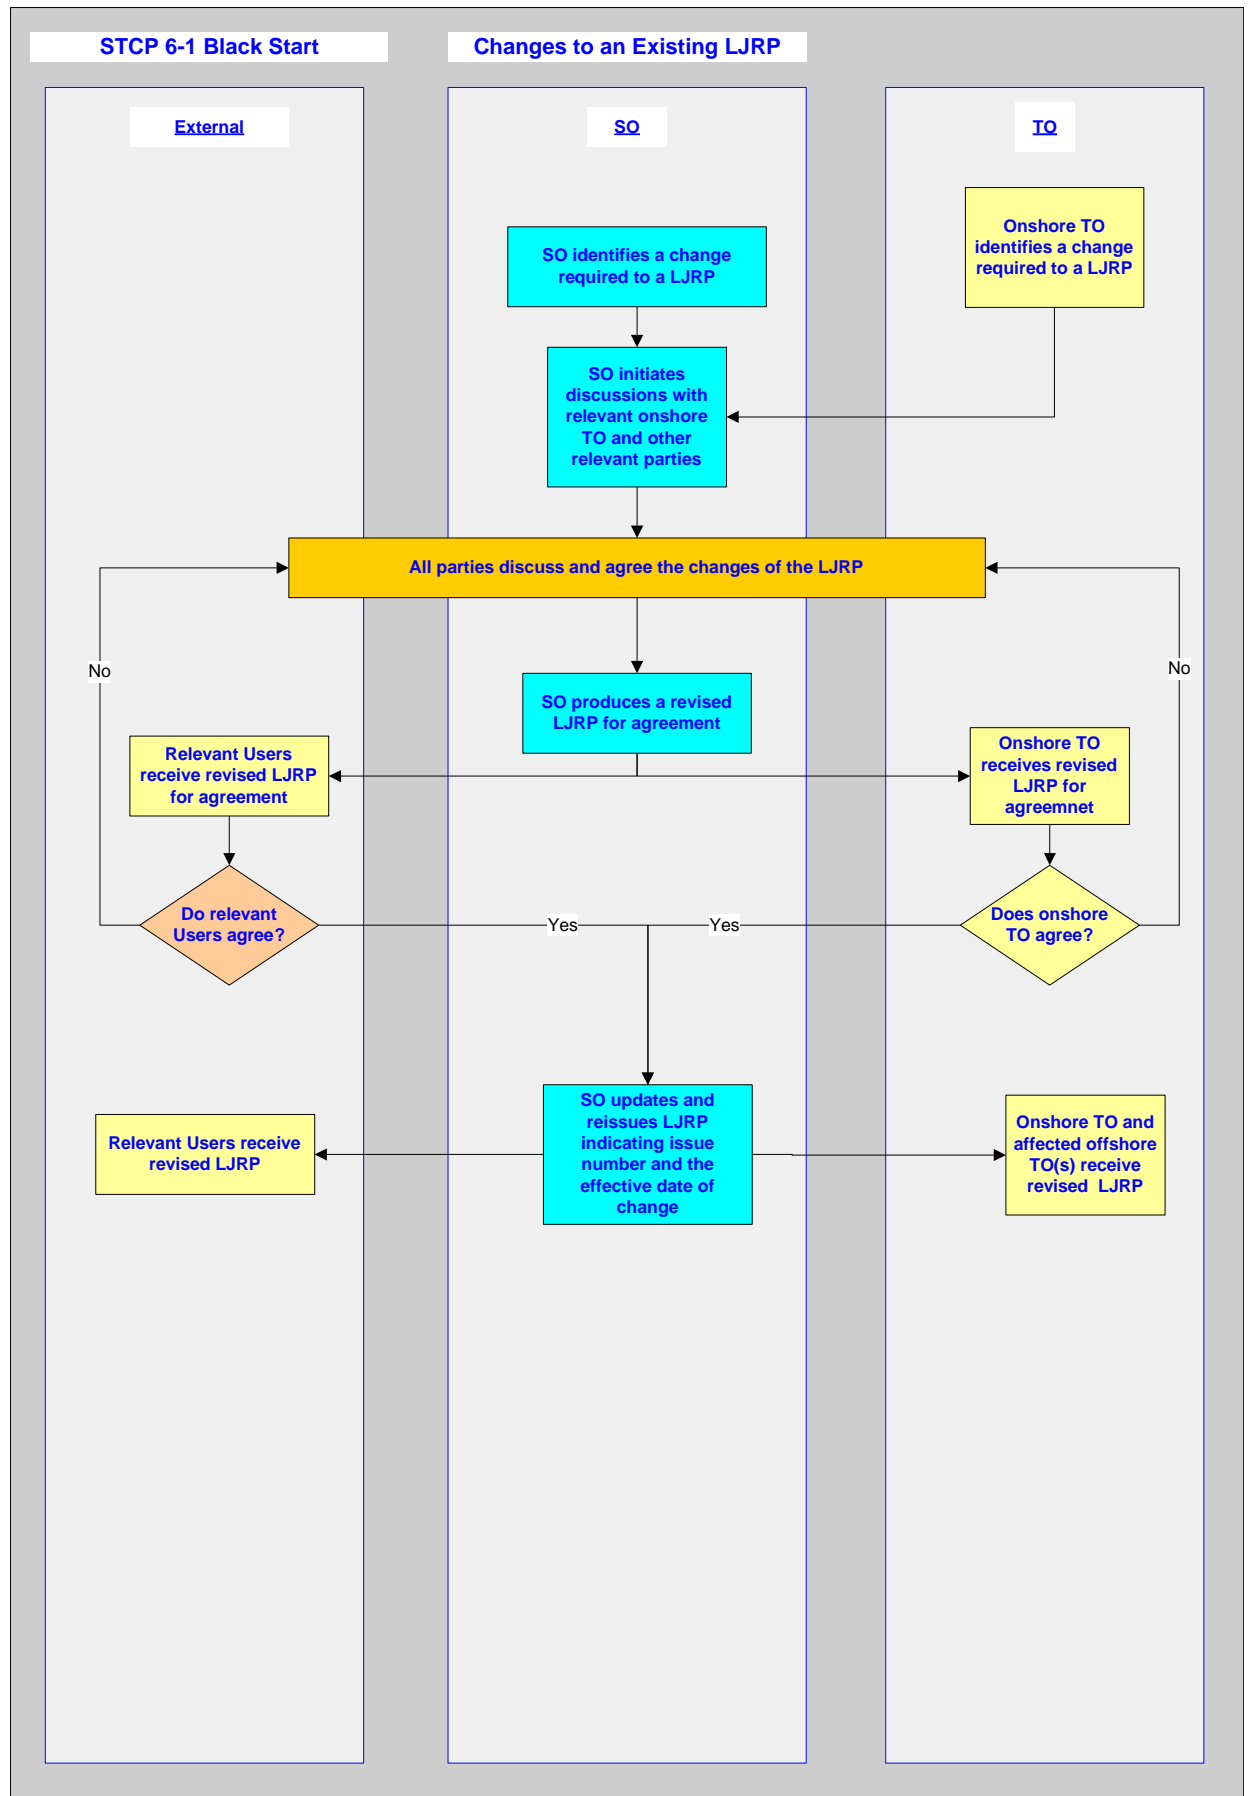 STCP 6-1 Black Start
Changes to an Existing LJRP
External
SO
TO
SO identifies a change
required to a LJRP
Onshore TO
identifies a change
required to a LJRP
SO initiates
discussions with
relevant onshore
TO and other
relevant parties
All parties discuss and agree the changes of the LJRP
No
No
SO produces a revised
LJRP for agreement
Relevant Users
receive revised LJRP
for agreement
Onshore TO
receives revised
LJRP for
agreemnet
Do relevant
Users agree?
Yes
Yes
Does onshore
TO agree?
Relevant Users receive
revised LJRP
SO updates and
reissues LJRP
indicating issue
number and the
effective date of
change
Onshore TO and
affected offshore
TO(s) receive
revised  LJRP